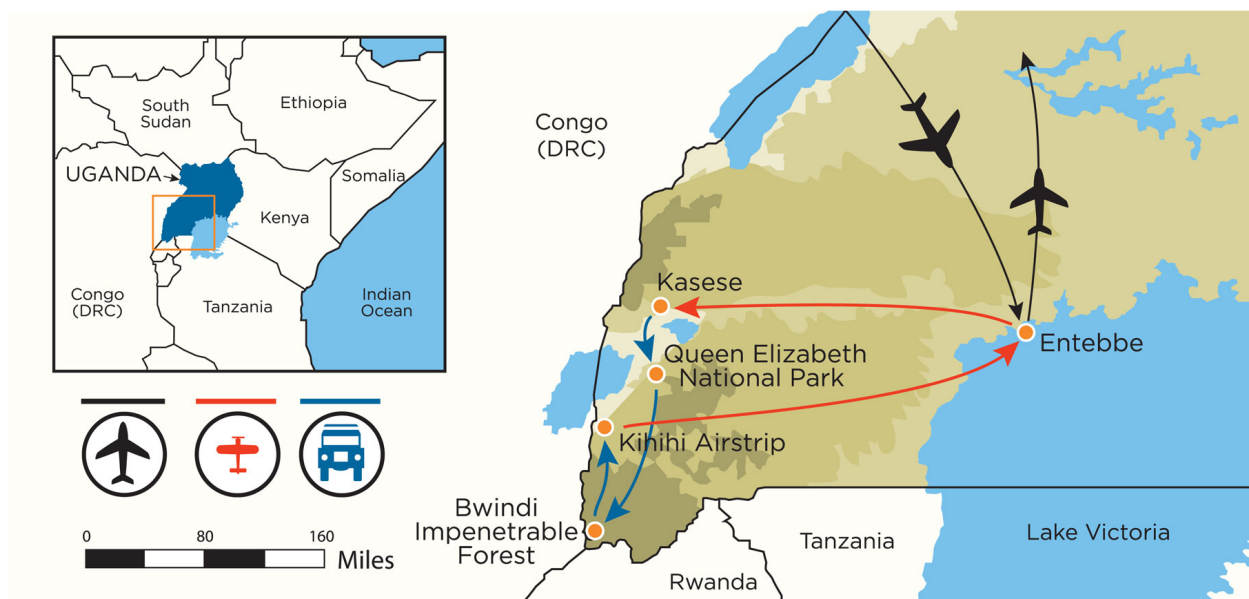 South
Sudan
Ethiopia
UGANDA
Somalia
Kenya
Congo
(DRC)
Tanzania
Indian
Ocean
0
80
160
Miles
Congo
(DRC)
Kasese
Entebbe
Queen Elizabeth
National Park
Kihihi Airstrip
Bwindi
Impenetrable
Forest
Tanzania
Lake Victoria
Rwanda